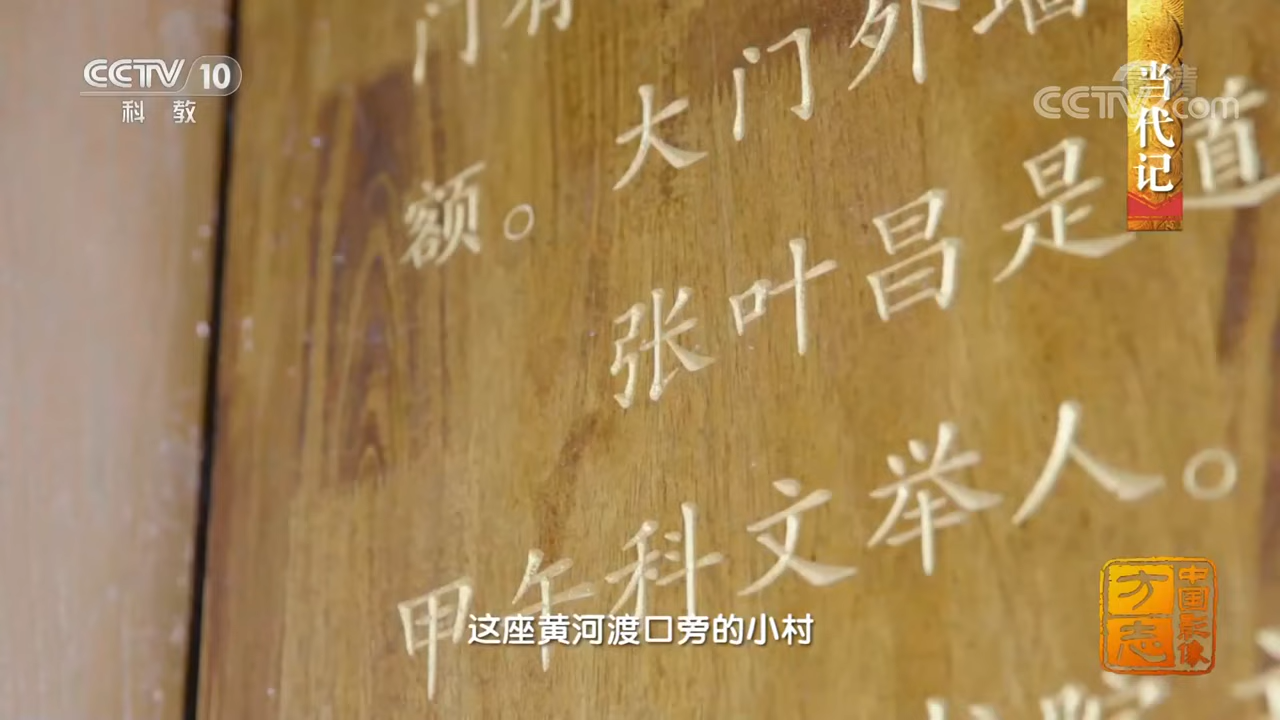 CCTV 10
科教
当代记
CCTV.com
大门外墙
额。
张叶昌是道
甲午科文举人。
这座黄河渡口旁的小村
中国影像
方志